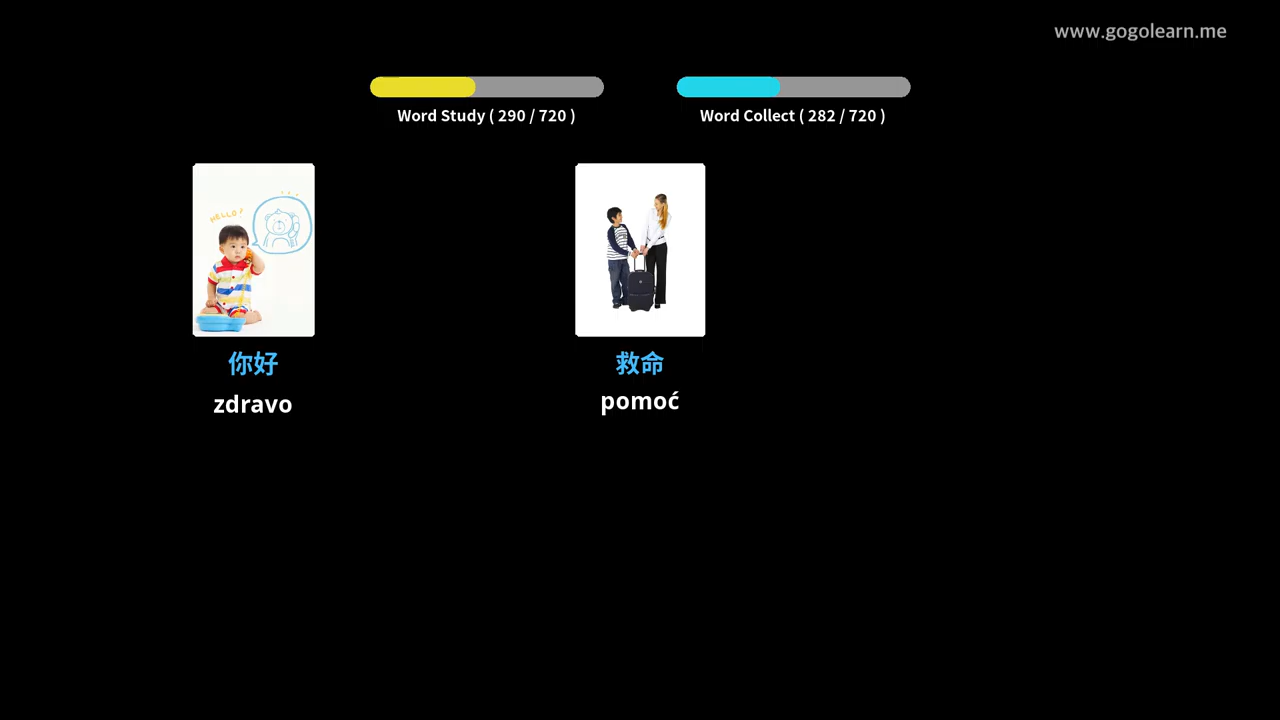 www.gogolearn.me
Word Study ( 290 / 720 )
Word Collect ( 282 / 720 )
HELLO?
你好
zdravo
救命
pomoć